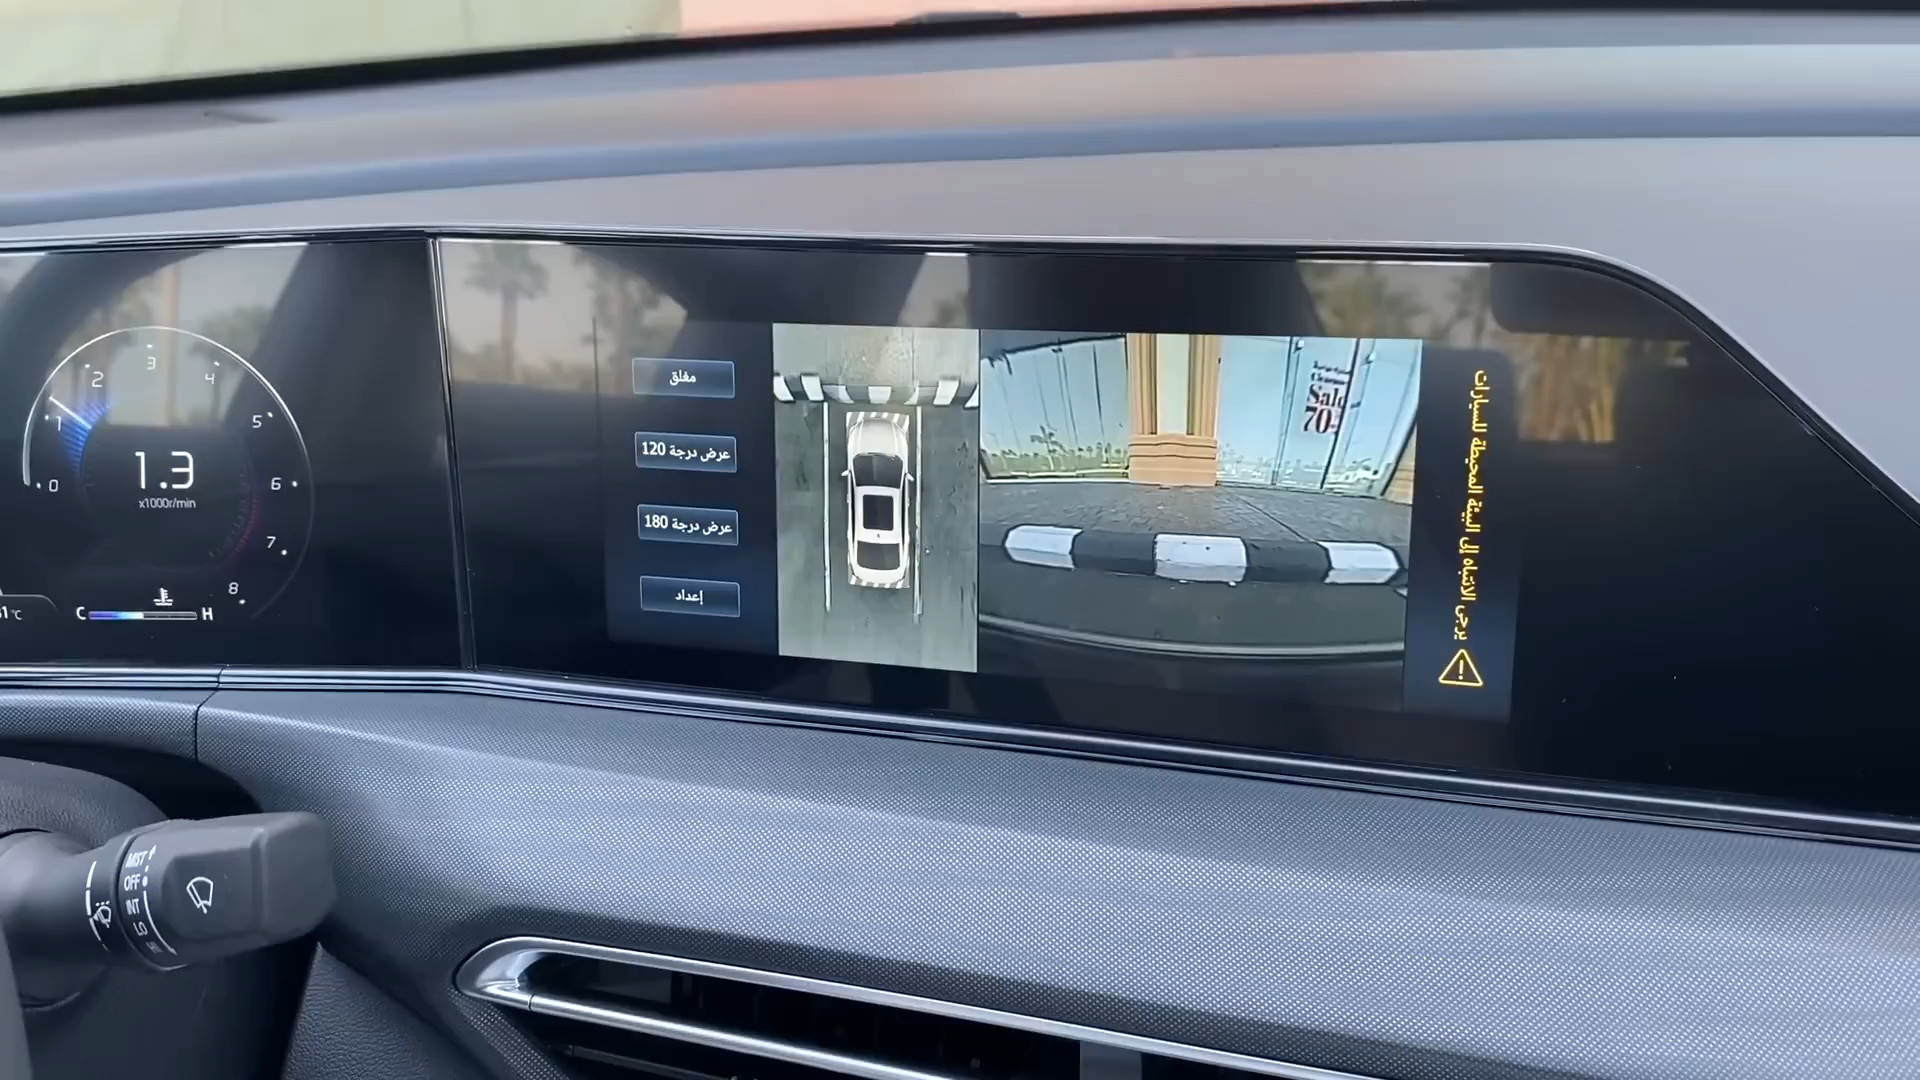 0
1
2
3
4
5
6
7
8
1.3
x1000r/min
C
H
مغلق
عرض درجة 120
عرض درجة 180
إعداد
Sale
70
يرجى الانتباه إلى البيئة المحيطة للسيارات
MIST
OFF
INT
LO